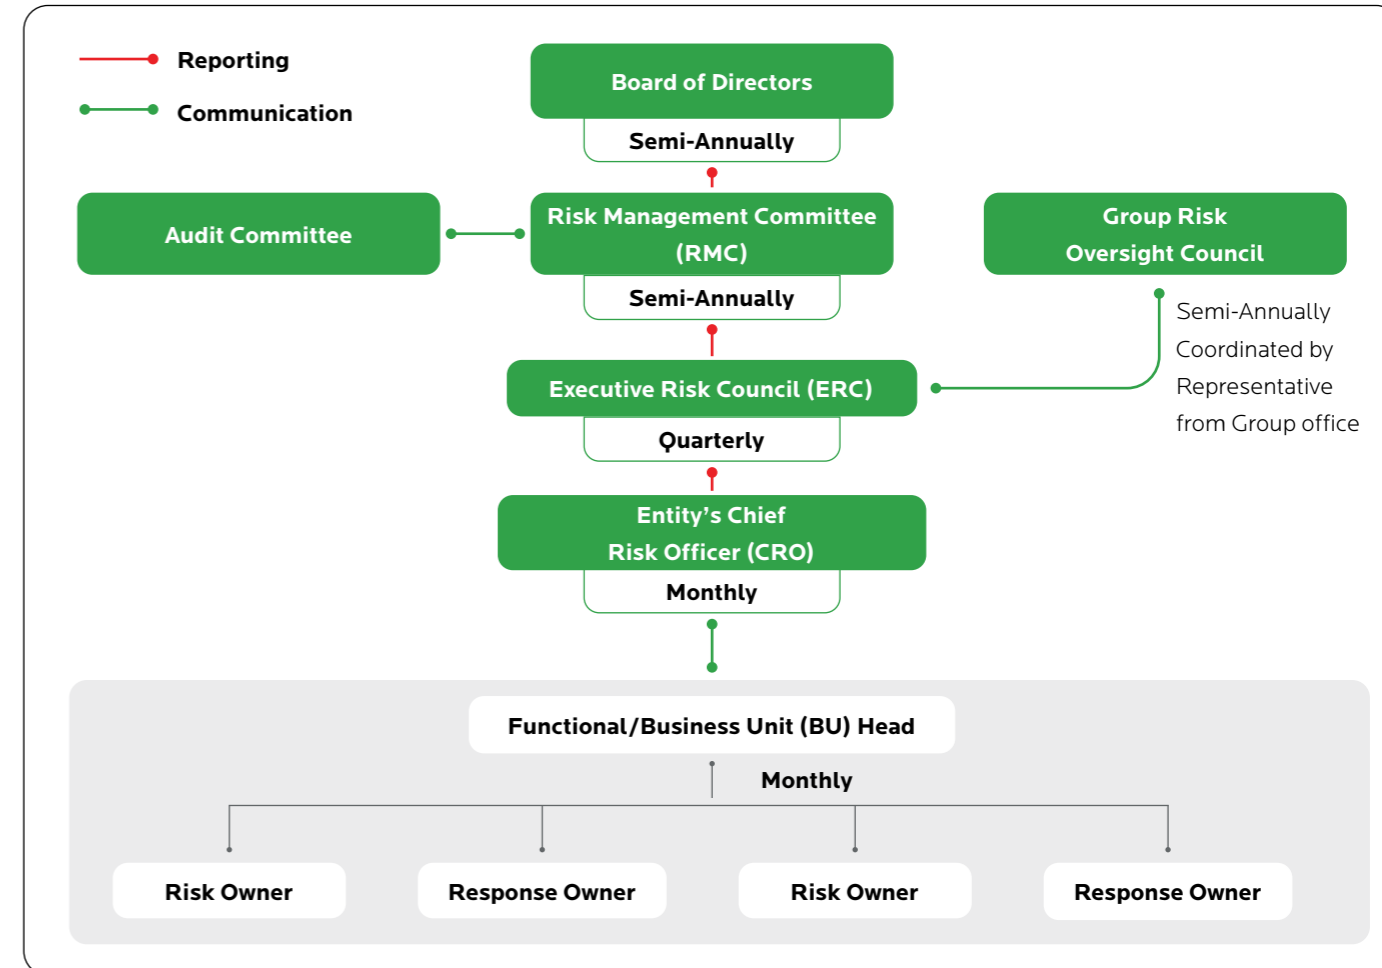 Reporting
Communication
Board of Directors
Semi-Annually
Audit Committee
Risk Management Committee
(RMC)
Semi-Annually
Group Risk
Oversight Council
Semi-Annually
Coordinated by
Representative
from Group office
Executive Risk Council (ERC)
Quarterly
Entity’s Chief
Risk Officer (CRO)
Monthly
Functional/Business Unit (BU) Head
Monthly
Risk Owner
Response Owner
Risk Owner
Response Owner